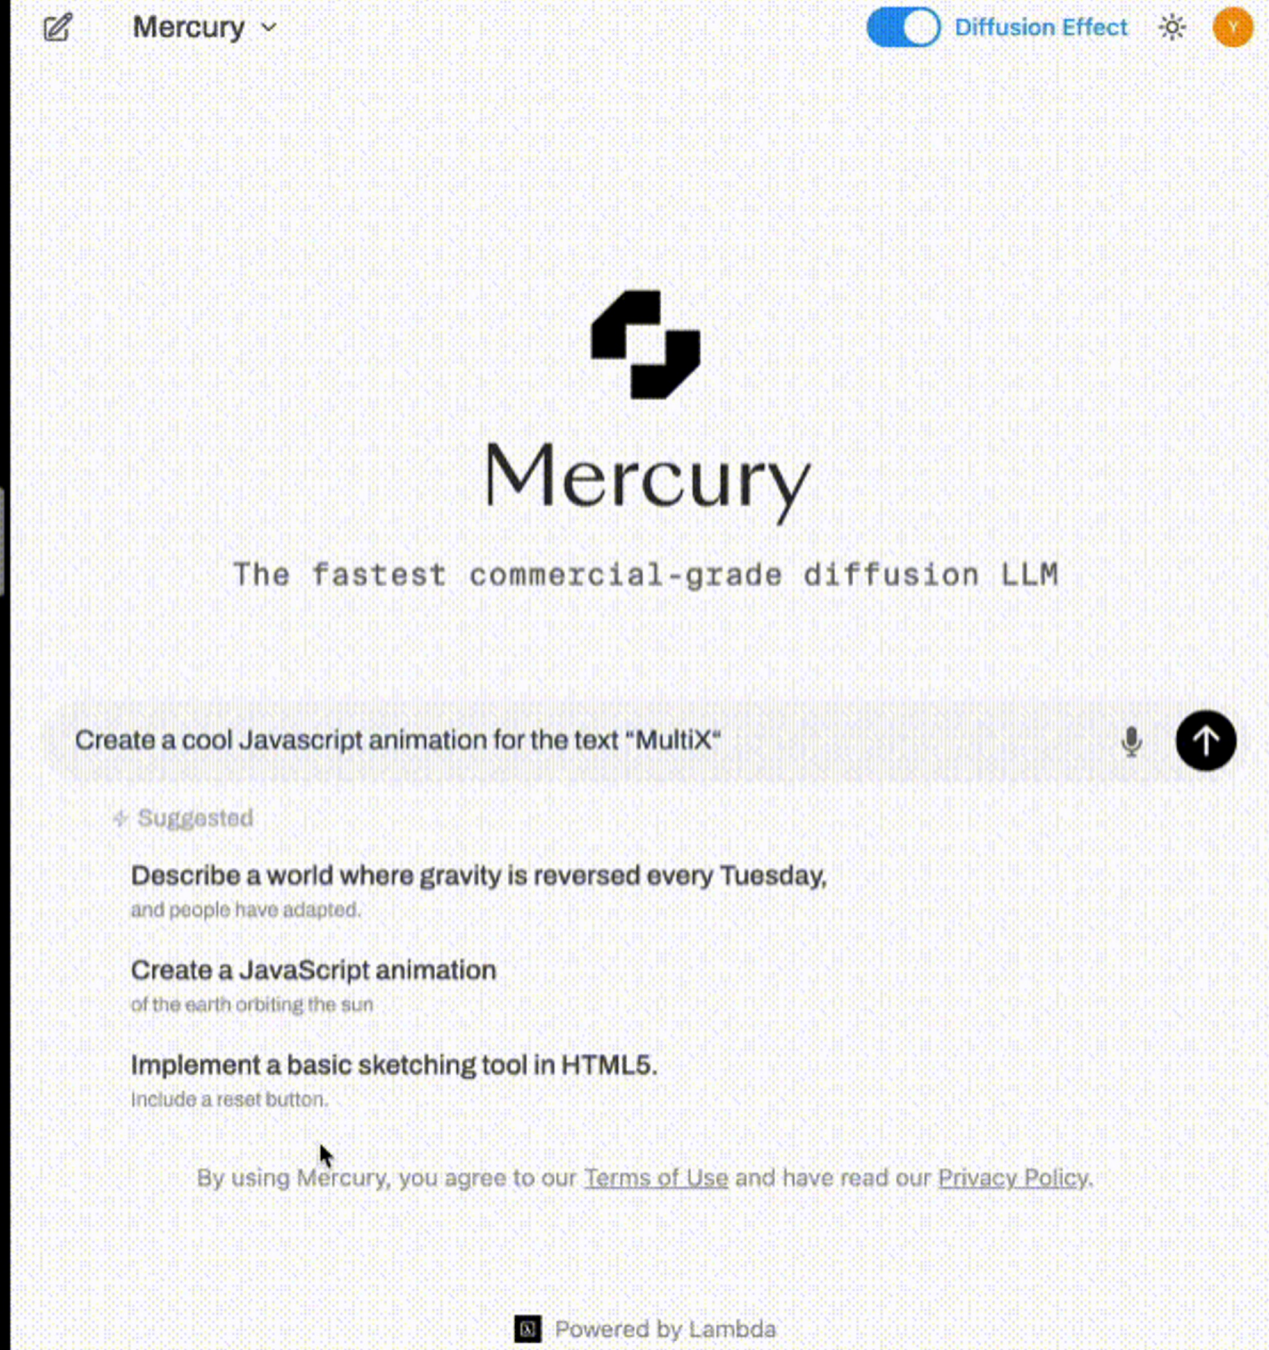 Mercury
Diffusion Effect
Y
Mercury
The fastest commercial-grade diffusion LLM
Create a cool Javascript animation for the text “MultiX“
Suggested
Describe a world where gravity is reversed every Tuesday,
and people have adapted.
Create a JavaScript animation
of the earth orbiting the sun
Implement a basic sketching tool in HTML5.
Include a reset button.
By using Mercury, you agree to our Terms of Use and have read our Privacy Policy.
Powered by Lambda